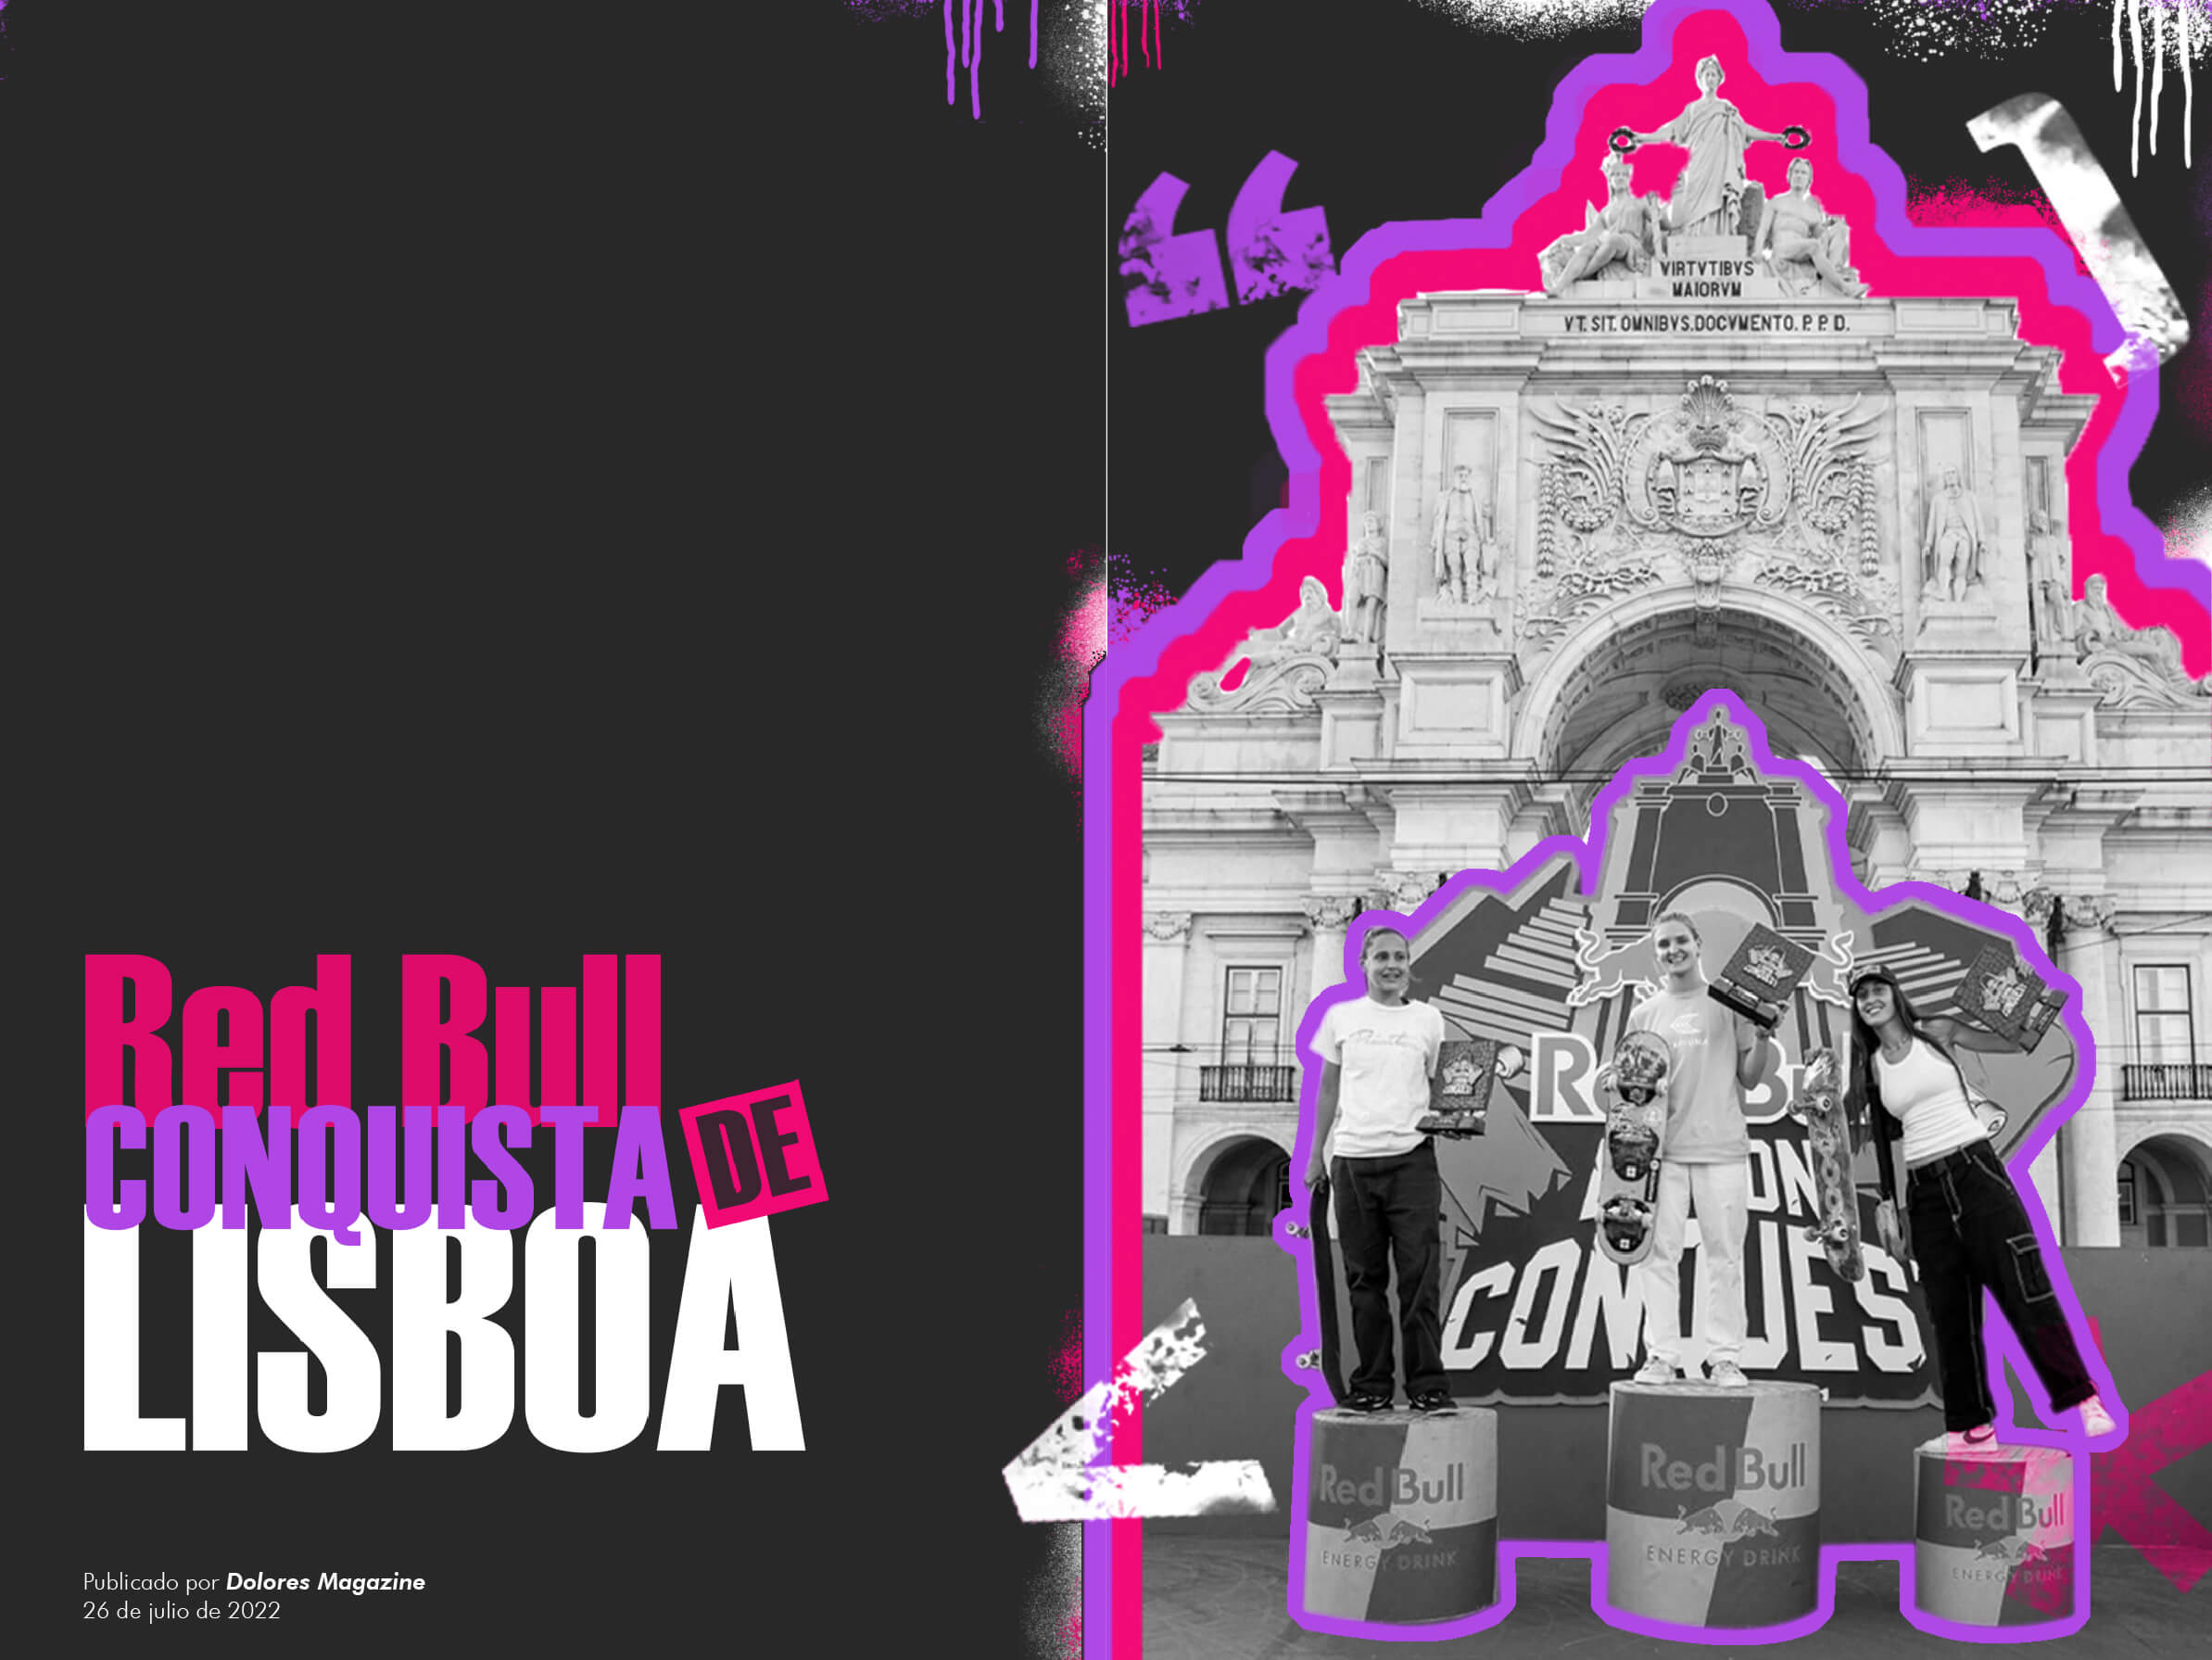 Red Bull
CONQUISTA DE
LISBOA
Publicado por Dolores Magazine
26 de julio de 2022
VIRTVTIBVS
MAIORVM
VT. SIT. OMNIBVS. DOCVMENTO. P. P. D.
CONQUES
Red Bull
ENERGY DRINK
Red Bull
ENERGY DRINK
Red Bull
ENERGY DRINK